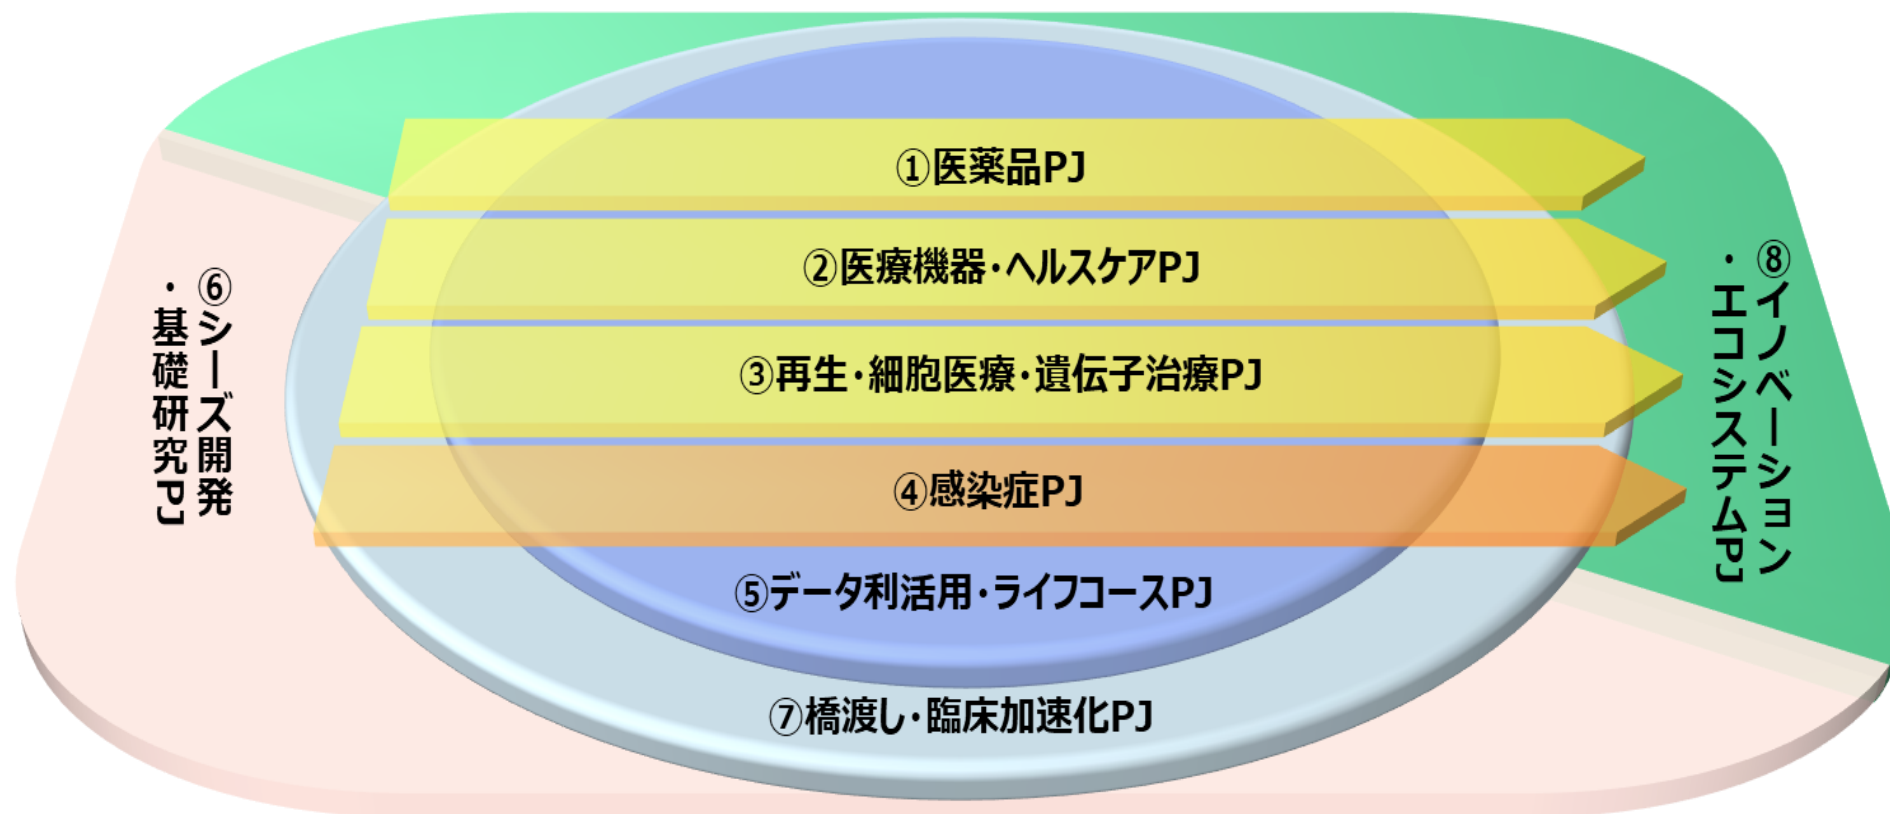 ①医薬品PJ
②医療機器・ヘルスケアPJ
③再生・細胞医療・遺伝子治療PJ
④感染症PJ
⑤データ利活用・ライフコースPJ
⑦橋渡し・臨床加速化PJ
⑥シーズ開発
・基礎研究PJ
⑧イノベーション
・エコシステムPJ